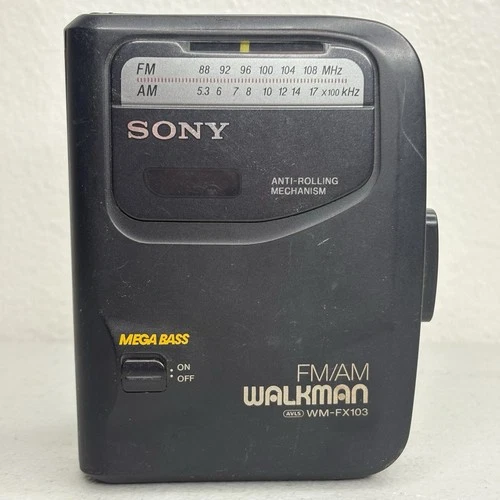 FM 88 92 96 100 104 108 MHz
AM 5.3 6 7 8 10 12 14 17 x100 kHz
SONY
ANTI-ROLLING
MECHANISM
MEGA BASS
ON
OFF
FM/AM
WALKMAN
AVLS WM-FX103